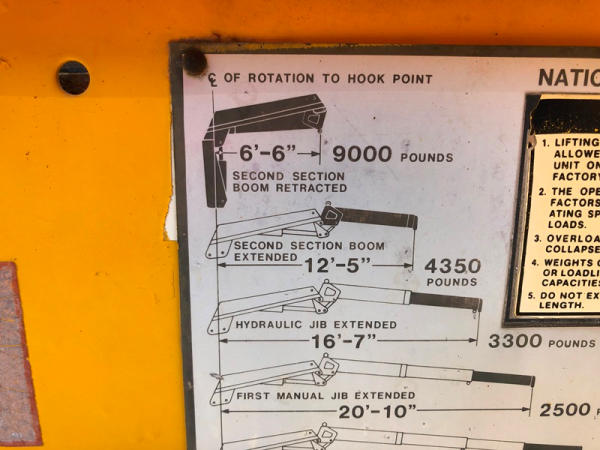 ℄ OF ROTATION TO HOOK POINT
6'-6" 9000 POUNDS
SECOND SECTION
BOOM RETRACTED
SECOND SECTION BOOM
EXTENDED 12'-5" 4350
POUNDS
HYDRAULIC JIB EXTENDED
16'-7" 3300 POUNDS
FIRST MANUAL JIB EXTENDED
20'-10" 2500
NATIO
1. LIFTING
ALLOWE
UNIT ON
FACTORY
2. THE OPE
FACTORS
ATING SP
LOADS.
3. OVERLOA
COLLAPSE
4. WEIGHTS
OR LOADLI
CAPACITIES
5. DO NOT EX
LENGTH.